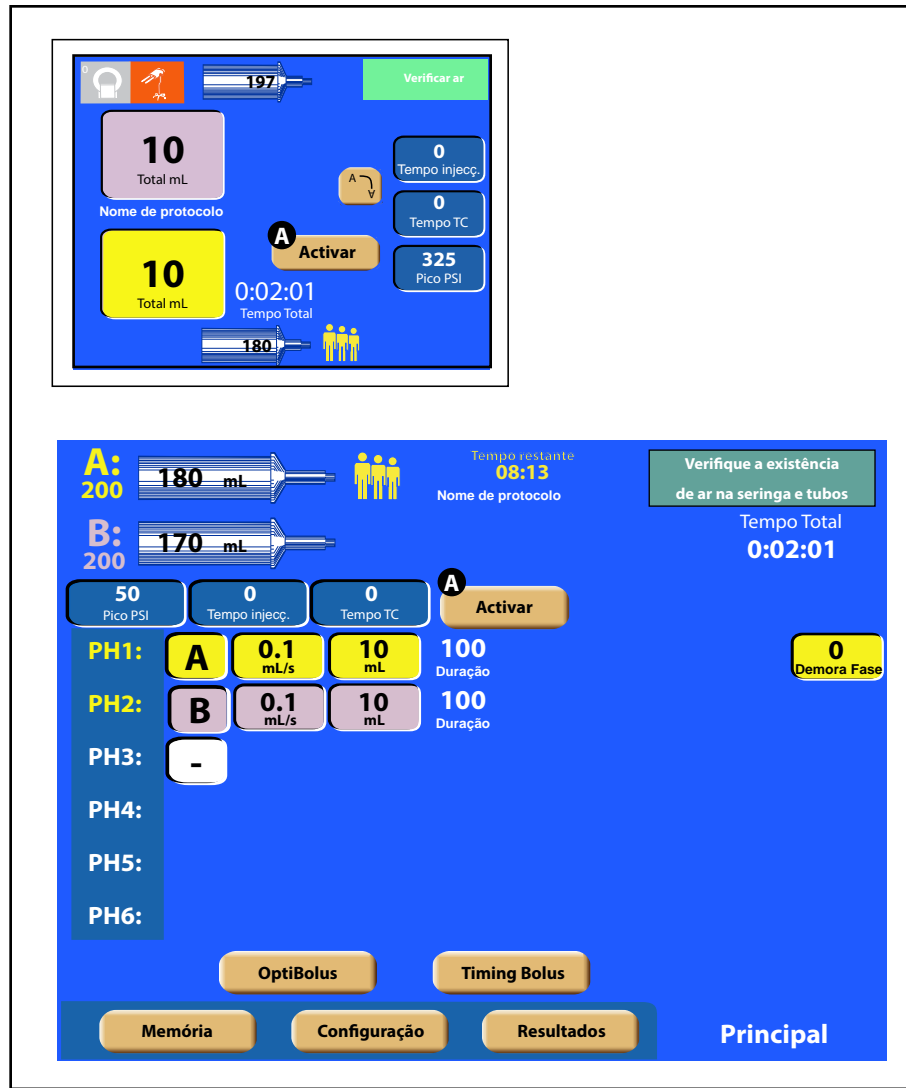 0
197
Verificar ar
10
Total mL
Nome de protocolo
0
Tempo injecç.
A
A
0
Tempo TC
A
Activar
325
Pico PSI
10
Total mL
0:02:01
Tempo Total
180
A:
200
180 mL
Tempo restante
08:13
Nome de protocolo
Verifique a existência
de ar na seringa e tubos
Tempo Total
0:02:01
B:
200
170 mL
50
Pico PSI
0
Tempo injecç.
0
Tempo TC
A
Activar
PH1:
A
0.1
mL/s
10
mL
100
Duração
0
Demora Fase
PH2:
B
0.1
mL/s
10
mL
100
Duração
PH3:
-
PH4:
PH5:
PH6:
OptiBolus
Timing Bolus
Memória
Configuração
Resultados
Principal